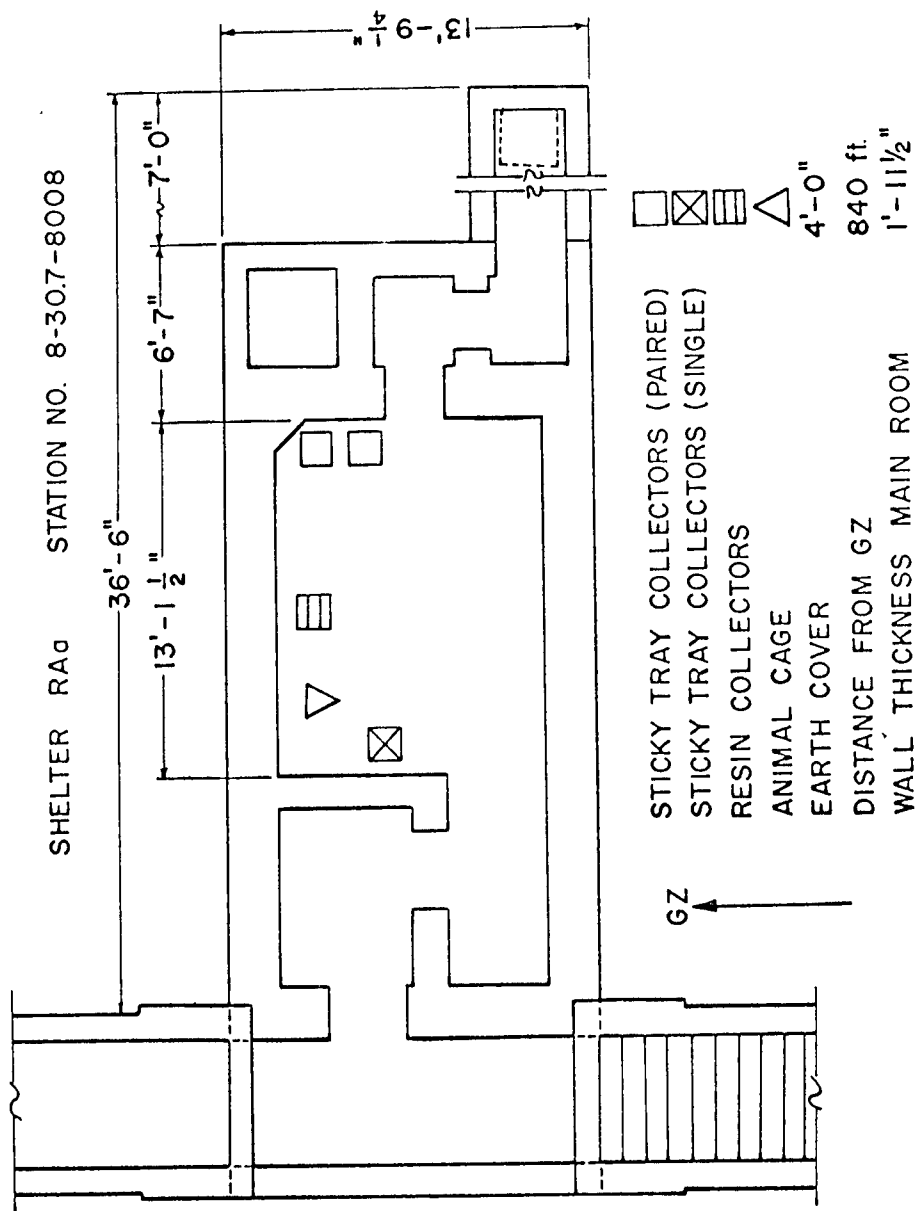 SHELTER RAa STATION NO. 8-30.7-8008
36'-6"
13'-1 1/2"
6'-7"
7'-0"
13'-9 1/4"
GZ
STICKY TRAY COLLECTORS (PAIRED)
STICKY TRAY COLLECTORS (SINGLE)
RESIN COLLECTORS
ANIMAL CAGE
EARTH COVER 4'-0"
DISTANCE FROM GZ 840 ft.
WALL THICKNESS MAIN ROOM 1'-11 1/2"